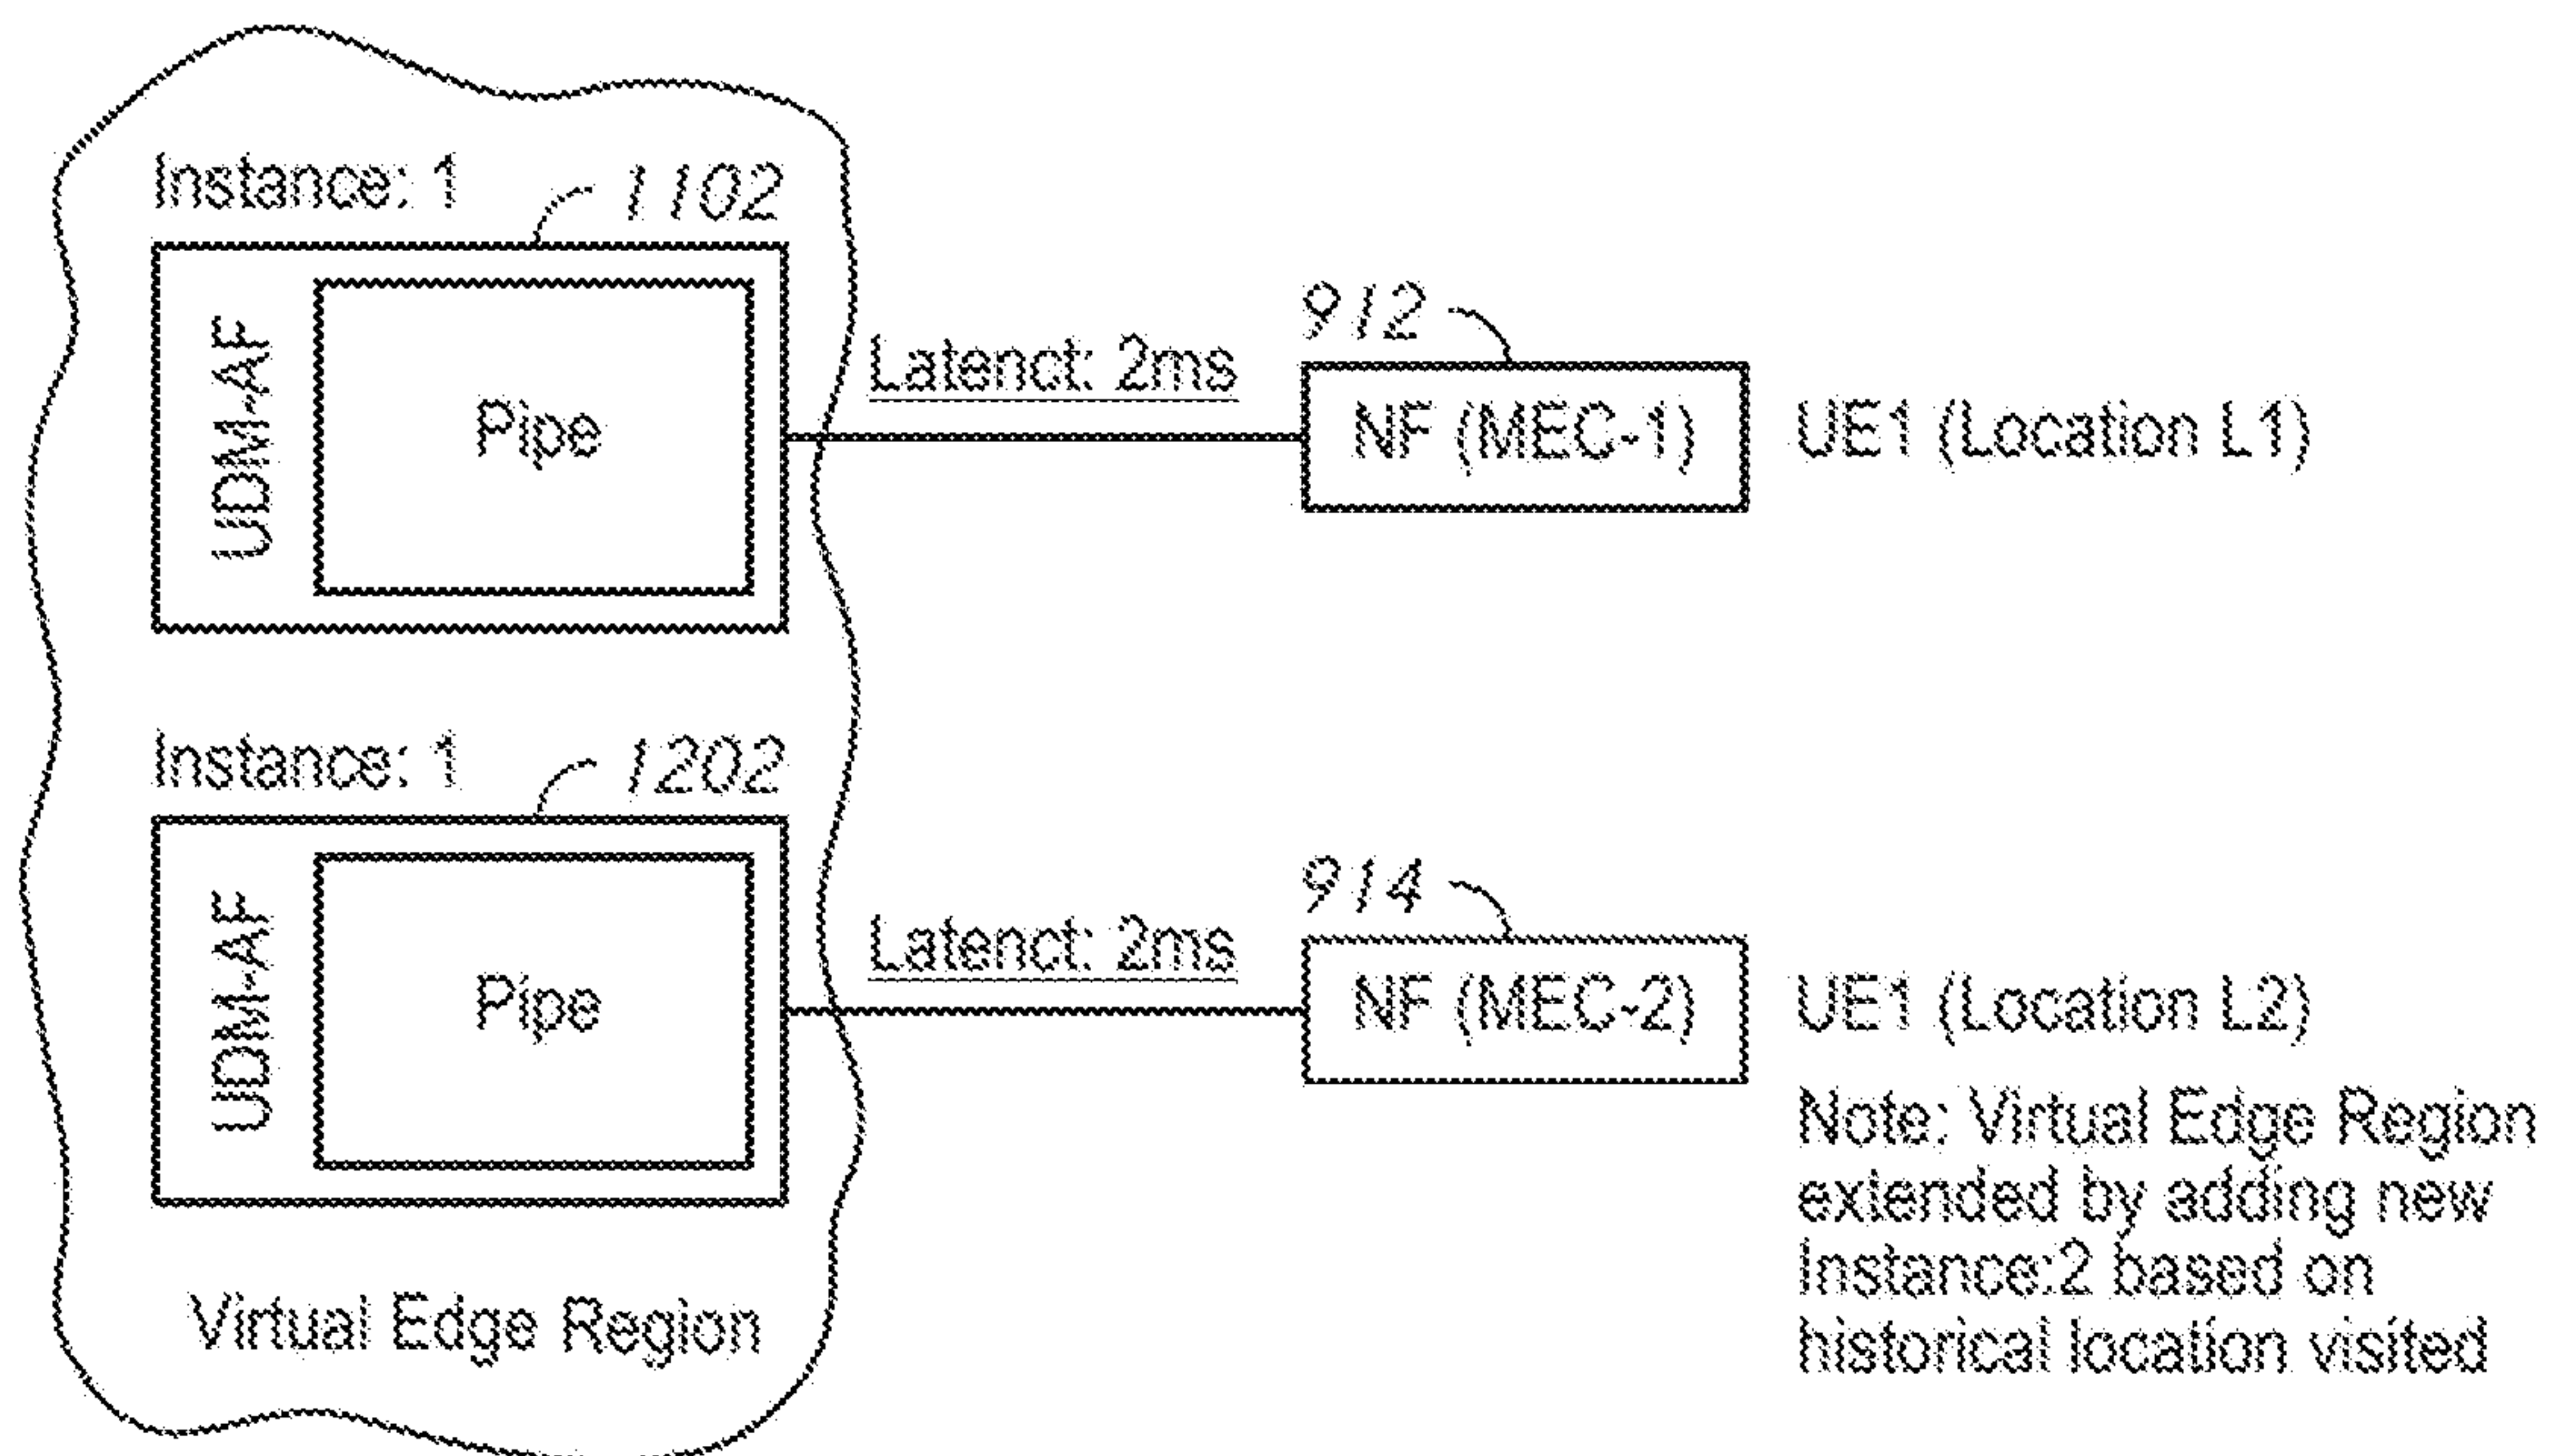 Instance: 1
1102
UDM-AF
Pipe
Latenct: 2ms
912
NF (MEC-1)
UE1 (Location L1)
Instance: 1
1202
UDM-AF
Pipe
Latenct: 2ms
914
NF (MEC-2)
UE1 (Location L2)
Note: Virtual Edge Region
extended by adding new
Instance:2 based on
historical location visited
Virtual Edge Region